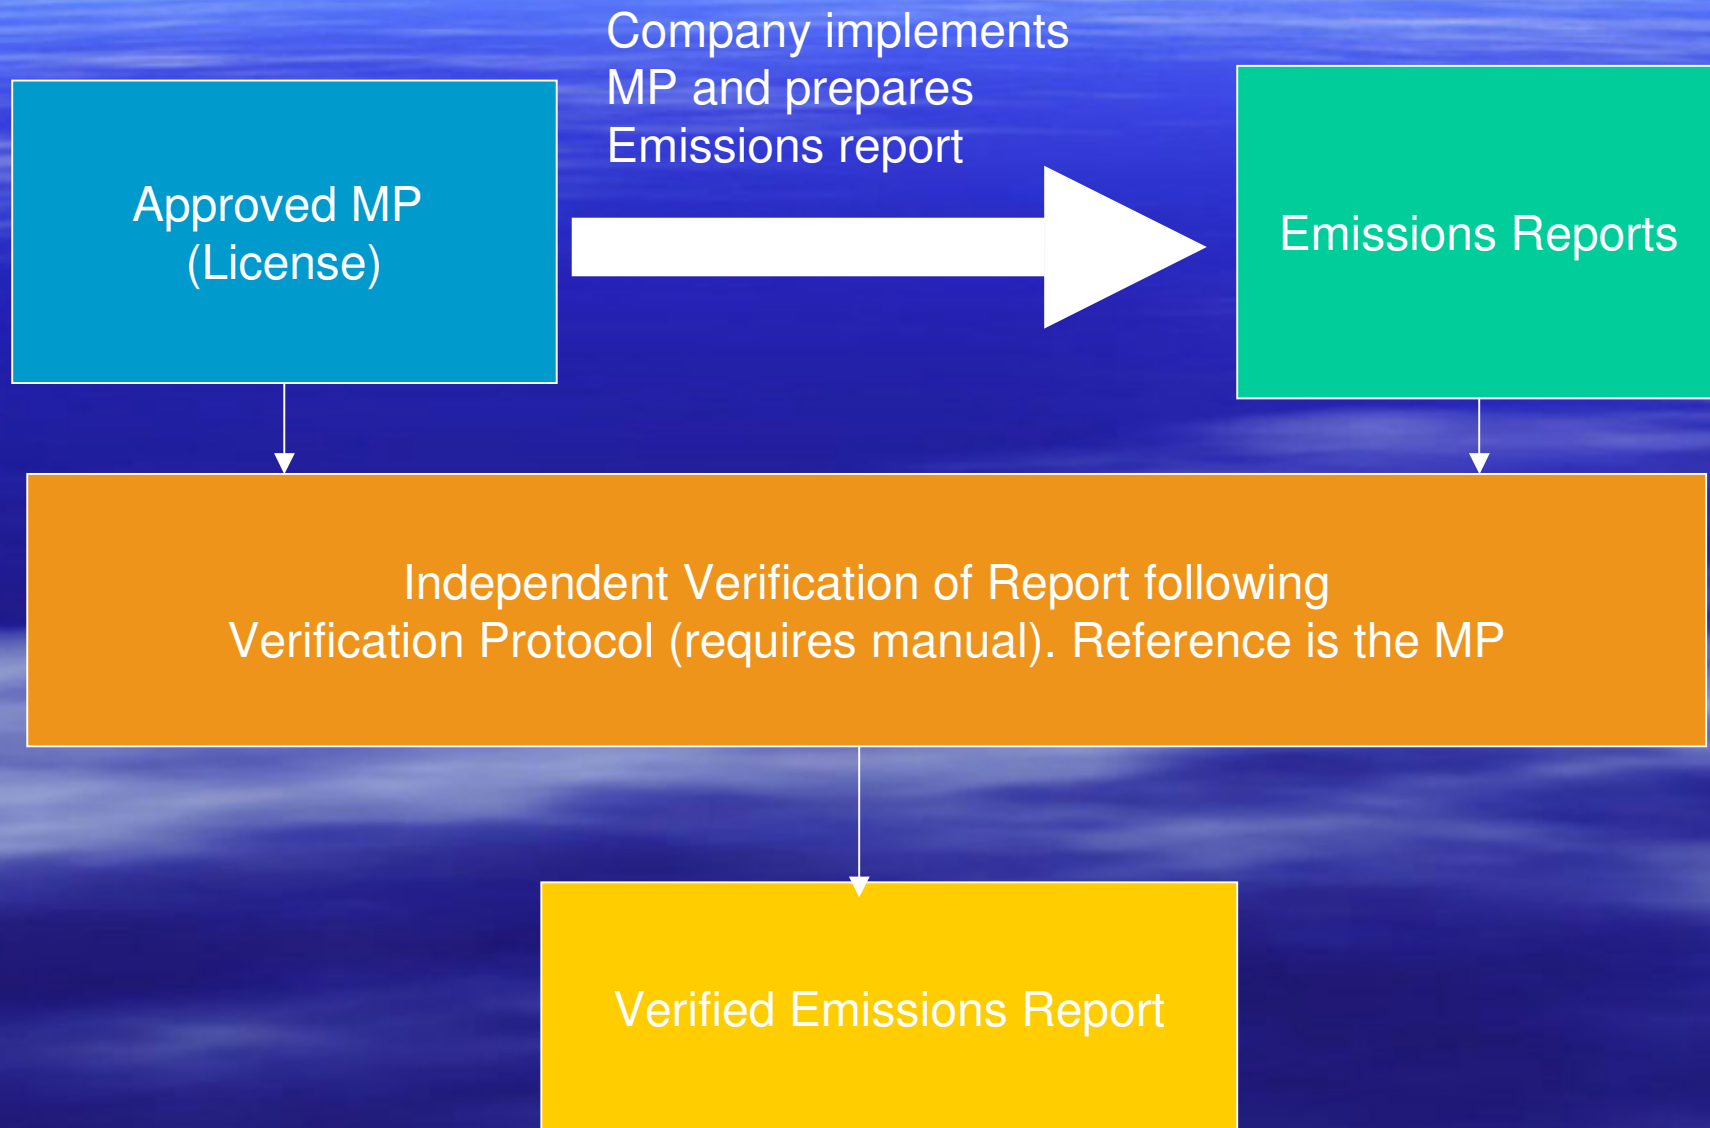 Company implements
MP and prepares
Emissions report
Approved MP
(License)
Emissions Reports
Independent Verification of Report following
Verification Protocol (requires manual). Reference is the MP
Verified Emissions Report